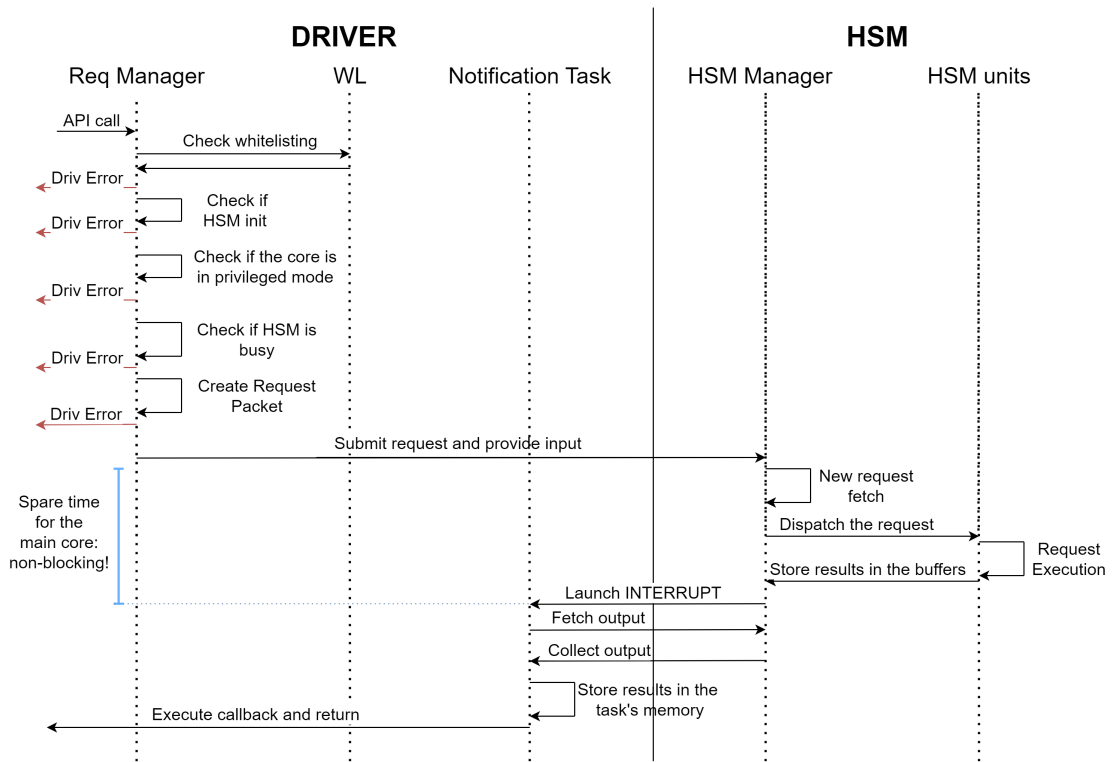 DRIVER
HSM
Req Manager
WL
Notification Task
HSM Manager
HSM units
API call
Check whitelisting
Driv Error
Check if
HSM init
Driv Error
Check if the core is
in privileged mode
Driv Error
Check if HSM is
busy
Driv Error
Create Request
Packet
Driv Error
Submit request and provide input
New request
fetch
Spare time
for the
main core:
non-blocking!
Dispatch the request
Request
Execution
Store results in the buffers
Launch INTERRUPT
Fetch output
Collect output
Store results in the
task's memory
Execute callback and return